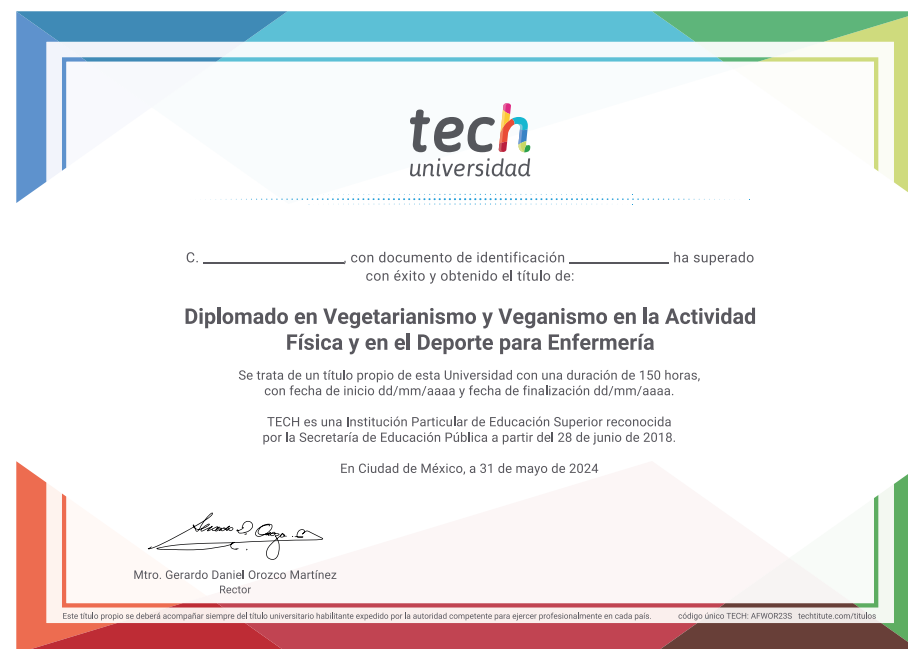 tech
universidad
C. ____________, con documento de identificación ____________ ha superado
con éxito y obtenido el título de:
Diplomado en Vegetarianismo y Veganismo en la Actividad
Física y en el Deporte para Enfermería
Se trata de un título propio de esta Universidad con una duración de 150 horas,
con fecha de inicio dd/mm/aaaa y fecha de finalización dd/mm/aaaa.
TECH es una Institución Particular de Educación Superior reconocida
por la Secretaría de Educación Pública a partir del 28 de junio de 2018.
En Ciudad de México, a 31 de mayo de 2024
Mtro. Gerardo Daniel Orozco Martínez
Rector
Este título propio se deberá acompañar siempre del título universitario habilitante expedido por la autoridad competente para ejercer profesionalmente en cada país. código único TECH: AFWOR23S techtitute.com/titulos